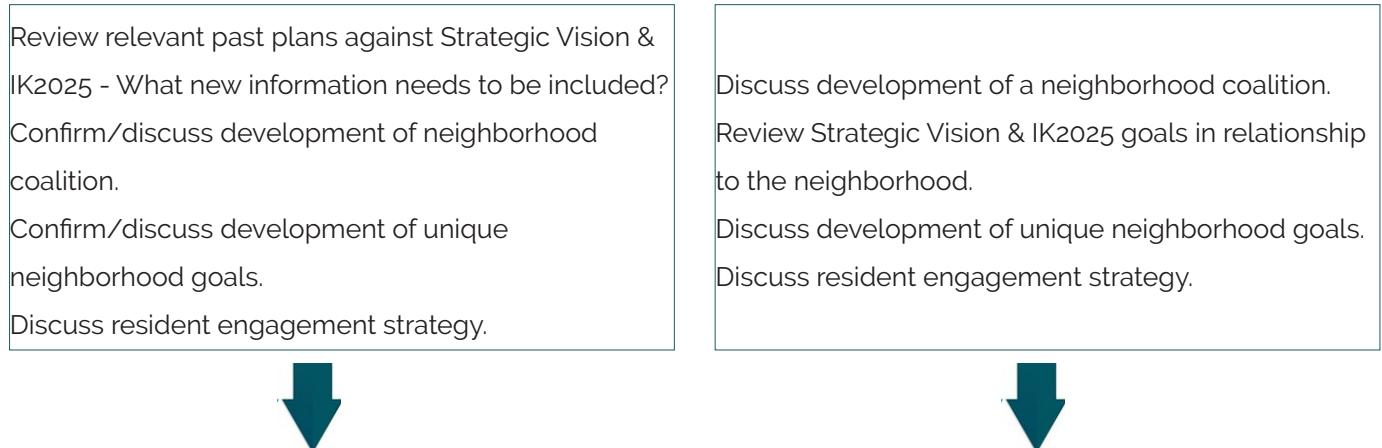 Review relevant past plans against Strategic Vision &
IK2025 - What new information needs to be included?
Confirm/discuss development of neighborhood
coalition.
Confirm/discuss development of unique
neighborhood goals.
Discuss resident engagement strategy.
Discuss development of a neighborhood coalition.
Review Strategic Vision & IK2025 goals in relationship
to the neighborhood.
Discuss development of unique neighborhood goals.
Discuss resident engagement strategy.